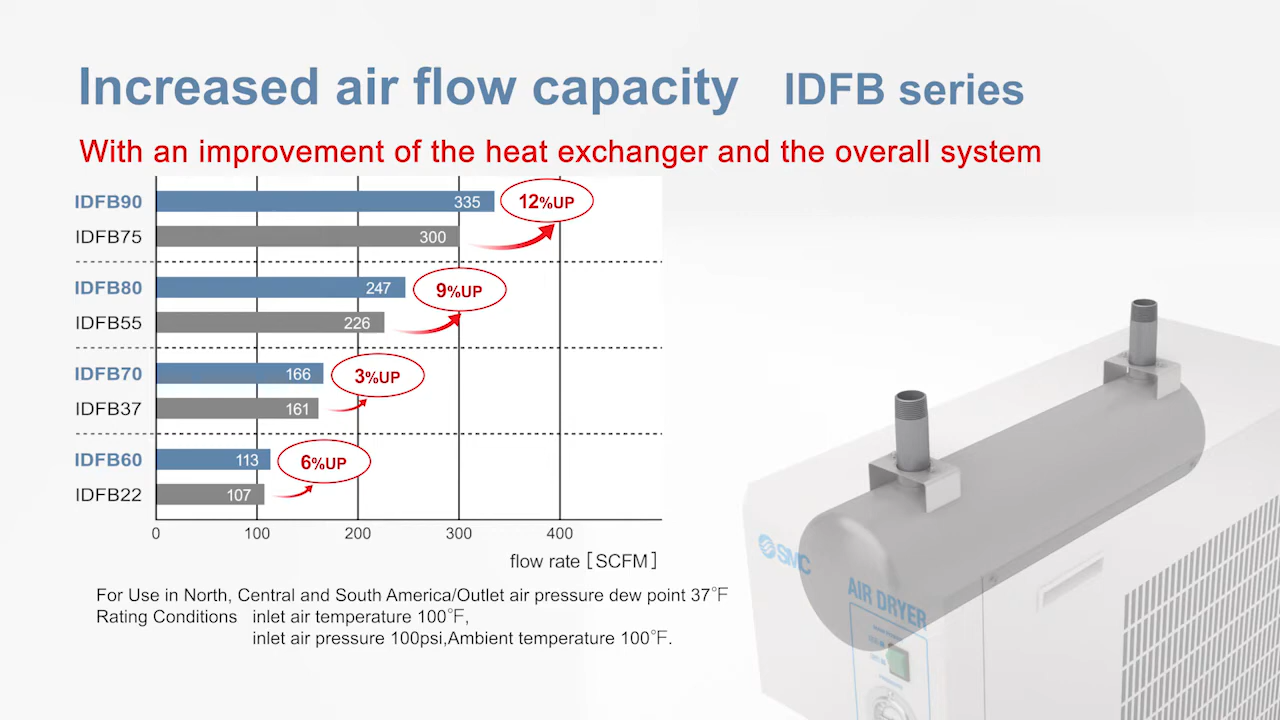 Increased air flow capacity IDFB series
With an improvement of the heat exchanger and the overall system
IDFB90 335 12%UP
IDFB75 300
IDFB80 247 9%UP
IDFB55 226
IDFB70 166 3%UP
IDFB37 161
IDFB60 113 6%UP
IDFB22 107
0 100 200 300 400
flow rate [SCFM]
For Use in North, Central and South America/Outlet air pressure dew point 37°F
Rating Conditions inlet air temperature 100°F,
inlet air pressure 100psi,Ambient temperature 100°F.
SMC
AIR DRYER